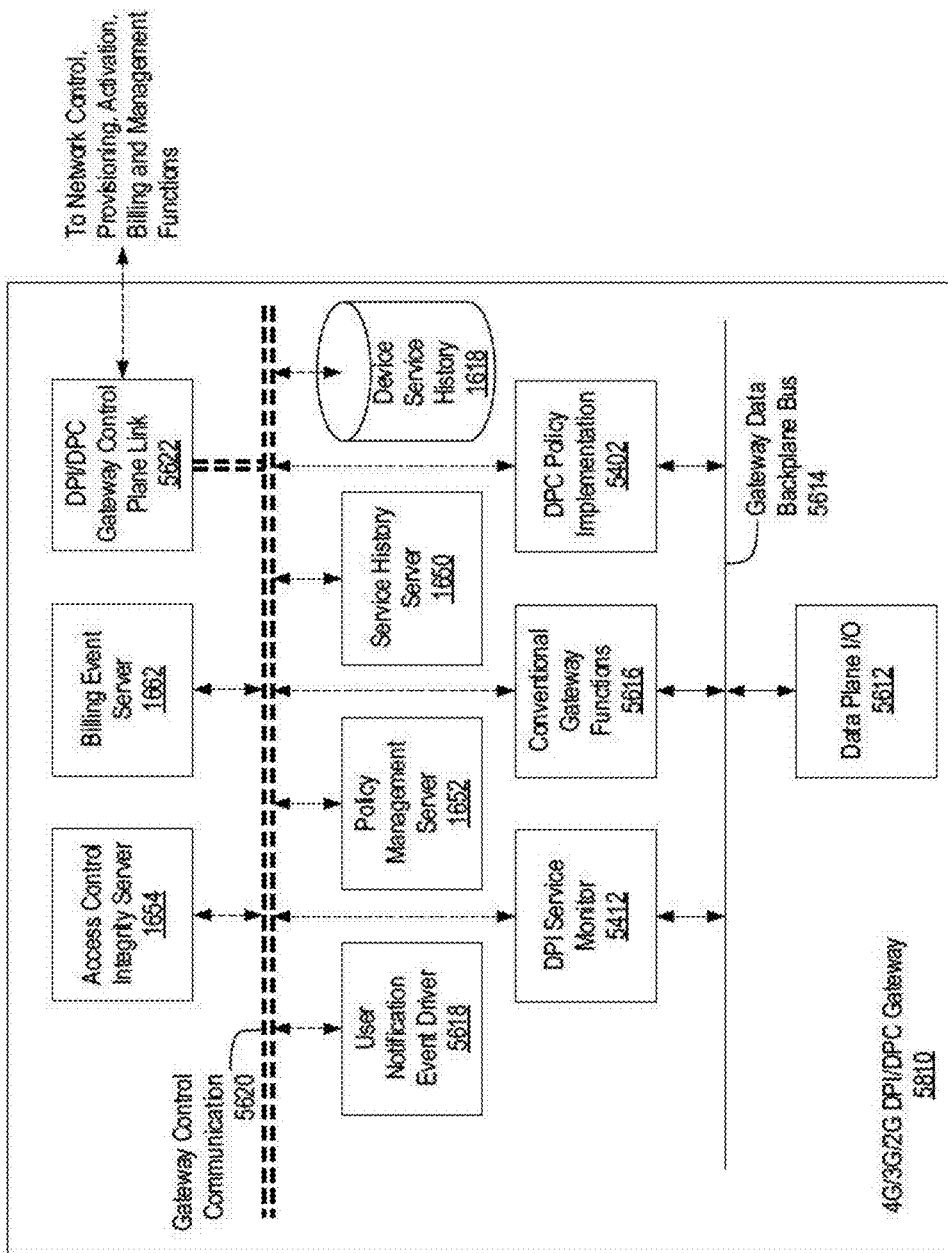 To Network Control,
Provisioning, Activation,
Billing and Management
Functions
DPI/DPC
Gateway Control
Plane Link
5622
Billing Event
Server
1662
Access Control
Integrity Server
1654
Gateway Control
Communication
5620
Device
Service
History
1618
Service History
Server
1650
Policy
Management
Server
1652
User
Notification
Event Driver
5618
DPC Policy
Implementation
5402
Conventional
Gateway
Functions
5616
DPI Service
Monitor
5412
Gateway Data
Backplane Bus
5614
Data Plane I/O
5612
4G/3G/2G DPI/DPC Gateway
5810